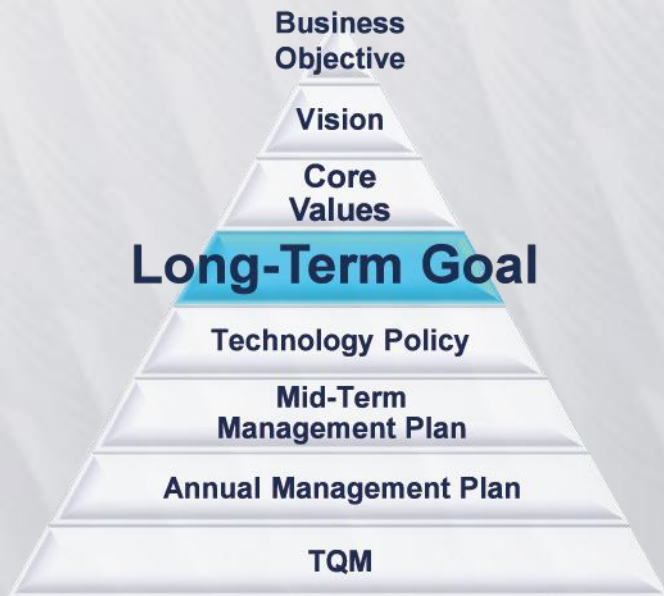 Business
Objective
Vision
Core
Values
Long-Term Goal
Technology Policy
Mid-Term
Management Plan
Annual Management Plan
TQM